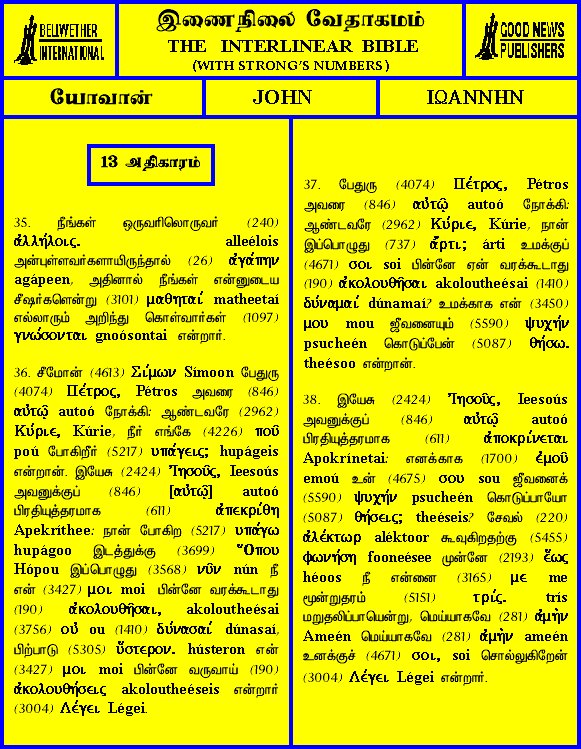 BELLWETHER
INTERNATIONAL
இணைநிலை வேதாகமம்
THE INTERLINEAR BIBLE
(WITH STRONG'S NUMBERS)
GOOD NEWS
PUBLISHERS
யோவான்
JOHN
ΙΩΑΝΝΗΝ
13 அதிகாரம்
35. நீங்கள் ஒருவரிலொருவர் (240)
ἀλλήλοις. alleélois
அன்புள்ளவர்களாயிருந்தால் (26) ἀγάπην
agápeen, அதினால் நீங்கள் என்னுடைய
சீஷர்களென்று (3101) μαθηταί matheetaí
எல்லாரும் அறிந்து கொள்வார்கள் (1097)
γνώσονται gnoósontai என்றார்.
36. சீமோன் (4613) Σίμων Símoon பேதுரு
(4074) Πέτρος, Pétros அவரை (846)
αὐτῷ autoó நோக்கி: ஆண்டவரே (2962)
Κύριε, Kúrie, நீர் எங்கே (4226) ποῦ
poú போகிறீர் (5217) υπάγεις; hupágeis
என்றான். இயேசு (2424) Ἰησοῦς, Ieesoús
அவனுக்குப் (846) [αὐτῷ] autoó
பிரதியுத்தரமாக (611) ἀπεκρίθη
Apekríthee: நான் போகிற (5217) υπάγω
hupágoo இடத்துக்கு (3699) Ὅπου
Hópou இப்பொழுது (3568) νῦν nún நீ
என் (3427) μοι moi பின்னே வரக்கூடாது
(190) ἀκολουθῆσαι, akoloutheésai
(3756) οὐ ou (1410) δύνασαί dúnasaí,
பிற்பாடு (5305) ὕστερον. hústeron என்
(3427) μοι moi பின்னே வருவாய் (190)
ἀκολουθήσεις akoloutheéseis என்றார்
(3004) Λέγει Légei.
37. பேதுரு (4074) Πέτρος, Pétros
அவரை (846) αὐτῷ autoó நோக்கி:
ஆண்டவரே (2962) Κύριε, Kúrie, நான்
இப்பொழுது (737) ἄρτι; árti உமக்குப்
(4671) σοι soi பின்னே ஏன் வரக்கூடாது
(190) ἀκολουθῆσαι akoloutheésai (1410)
δύναμαί dúnamaí? உமக்காக என் (3450)
μου mou ஜீவனையும் (5590) ψυχήν
psucheén கொடுப்பேன் (5087) θήσω.
theésoo என்றான்.
38. இயேசு (2424) Ἰησοῦς, Ieesoús
அவனுக்குப் (846) αὐτῷ autoó
பிரதியுத்தரமாக (611) ἀποκρίνεται
Apokrínetai: எனக்காக (1700) ἐμοῦ
emoú உன் (4675) σου sou ஜீவனைக்
(5590) ψυχήν psucheén கொடுப்பாயோ
(5087) θήσεις; theéseis? சேவல் (220)
ἀλέκτωρ aléktoor கூவுகிறதற்கு (5455)
φωνήσῃ fooneésee முன்னே (2193) ἕως
héoos நீ என்னை (3165) με me
மூன்றுதரம் (5151) τρίς. trís
மறுதலிப்பாயென்று, மெய்யாகவே (281) ἀμὴν
Ameén மெய்யாகவே (281) ἀμὴν ameén
உனக்குச் (4671) σοι, soi சொல்லுகிறேன்
(3004) Λέγει Légei என்றார்.